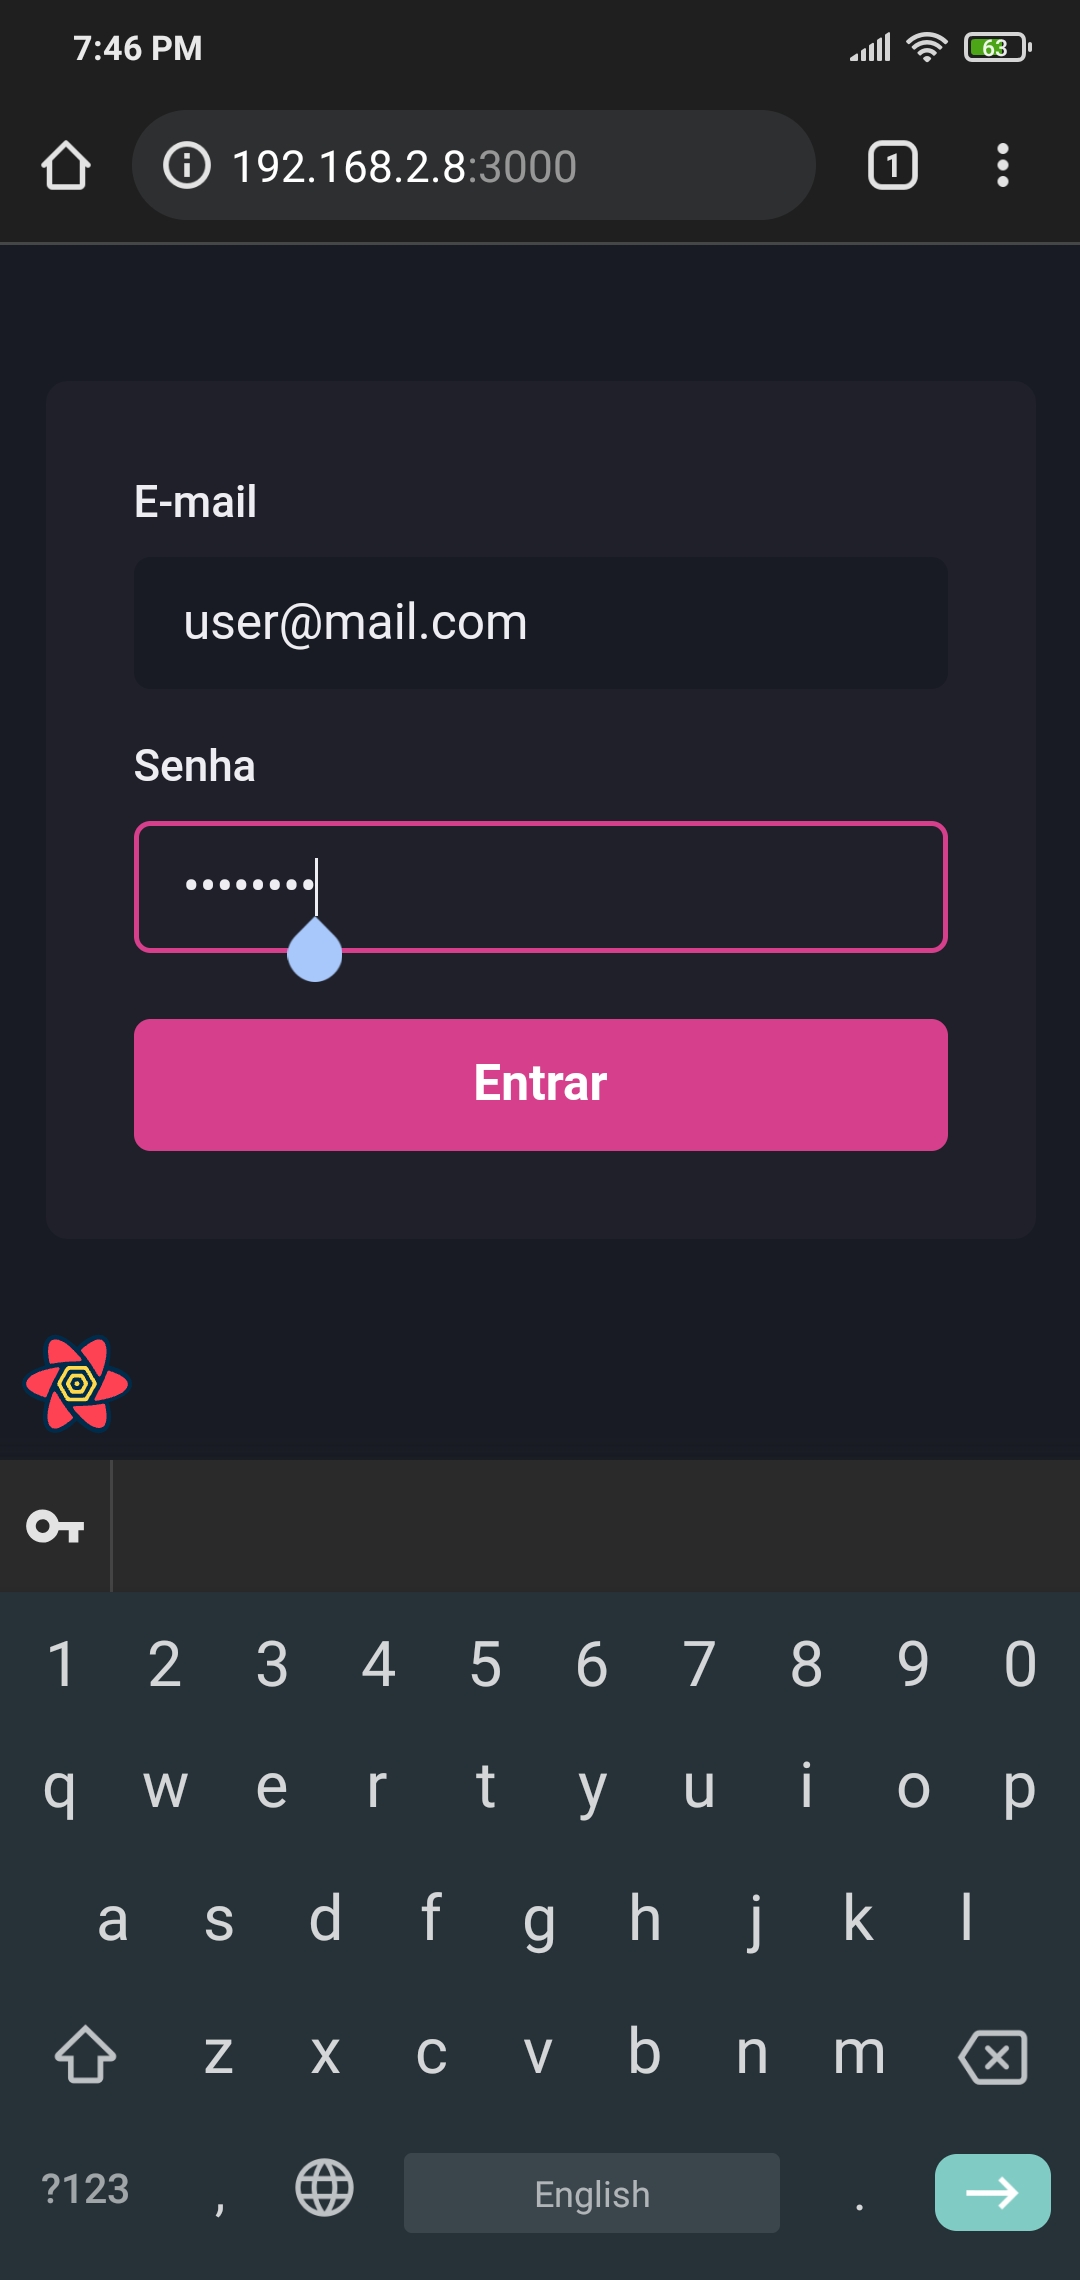 7:46 PM
63
192.168.2.8:3000
1
E-mail
user@mail.com
Senha
••••••••
Entrar
1 2 3 4 5 6 7 8 9 0
q w e r t y u i o p
a s d f g h j k l
z x c v b n m
?123 , English .